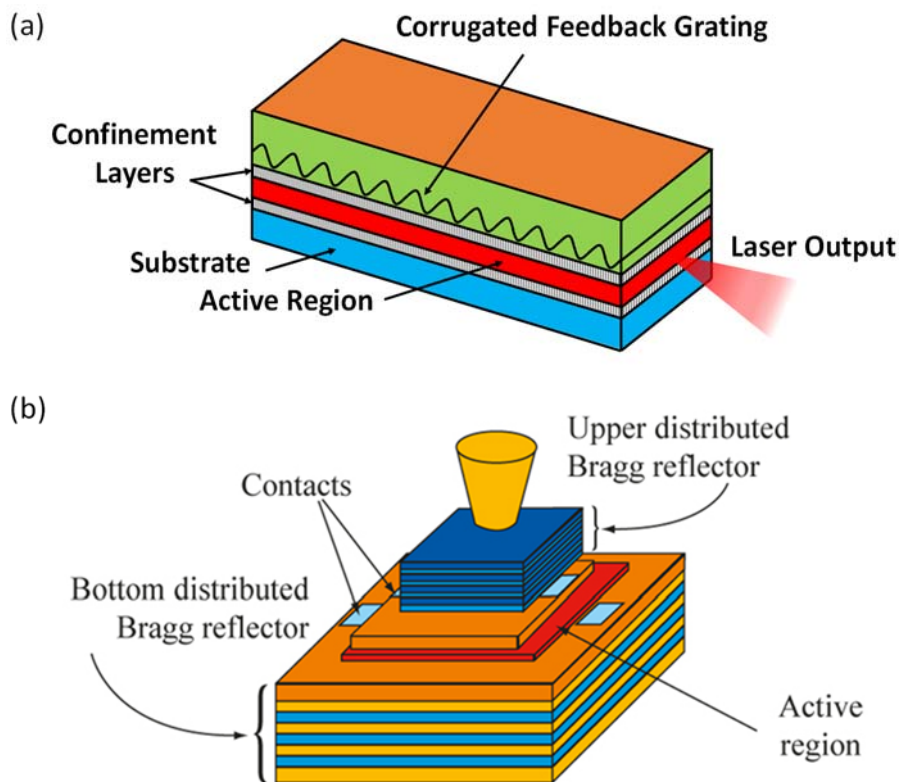 (a)
Corrugated Feedback Grating
Confinement
Layers
Laser Output
Substrate
Active Region
(b)
Upper distributed
Bragg reflector
Contacts
Bottom distributed
Bragg reflector
Active
region